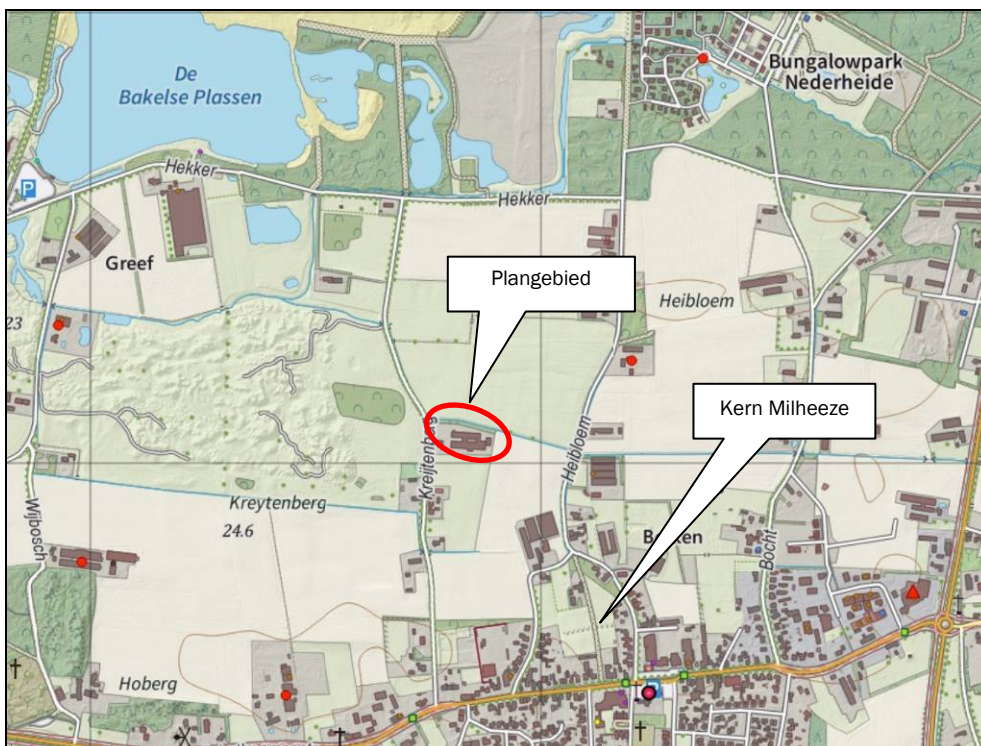 De
Bakelse Plassen
Bungalowpark
Nederheide
Hekker
Hekker
P
Greef
Plangebied
Heibloem
23
Kern Milheeze
Kreijtenberg
Heibloem
Kreytenberg
24.6
Wijbosch
Bocht
Hoberg
P